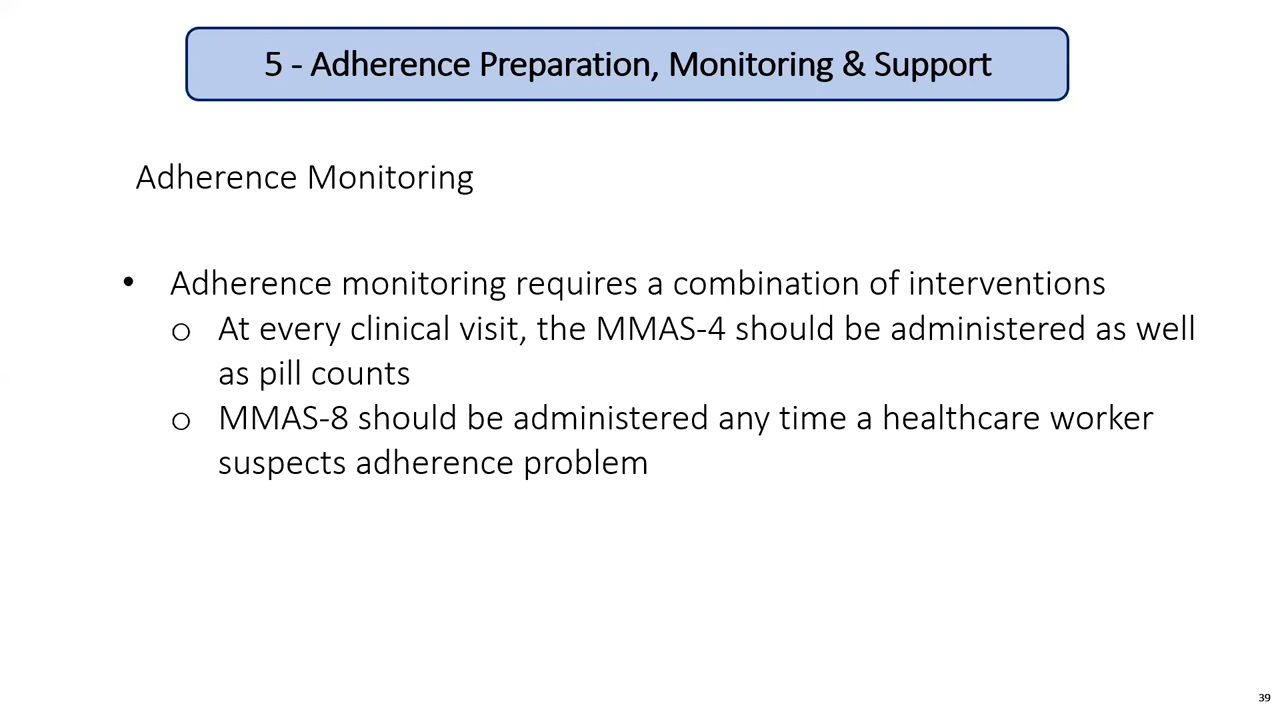 5 - Adherence Preparation, Monitoring & Support
Adherence Monitoring
• Adherence monitoring requires a combination of interventions
o At every clinical visit, the MMAS-4 should be administered as well
as pill counts
o MMAS-8 should be administered any time a healthcare worker
suspects adherence problem
39